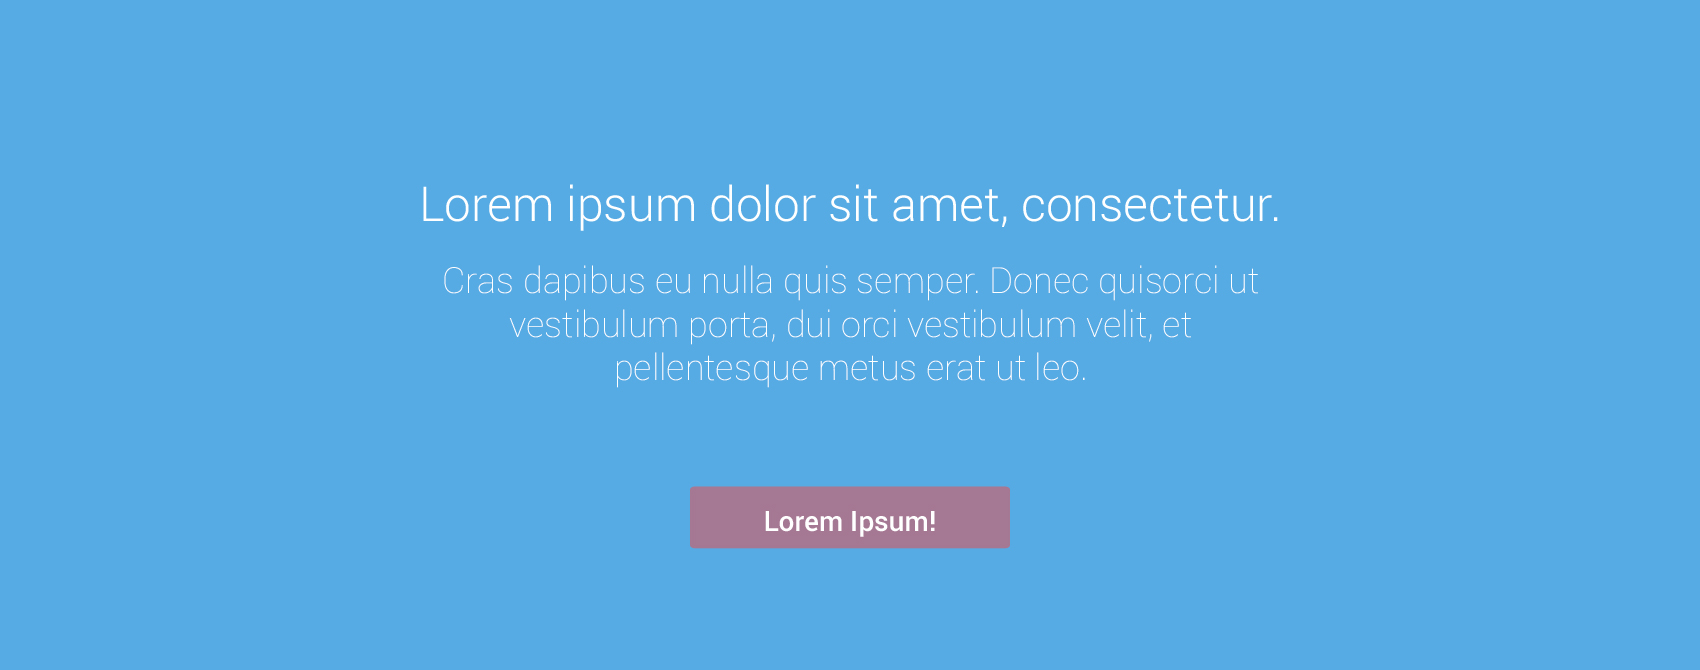 Lorem ipsum dolor sit amet, consectetur.
Cras dapibus eu nulla quis semper. Donec quisorci ut
vestibulum porta, dui orci vestibulum velit, et
pellentesque metus erat ut leo.
Lorem Ipsum!